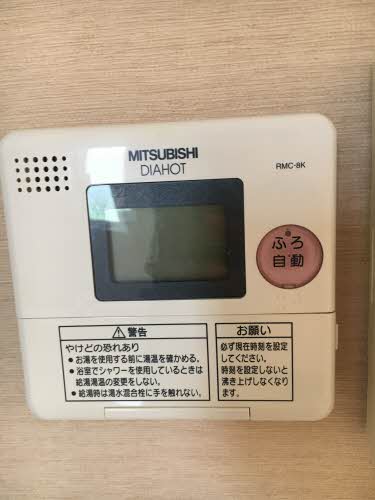 MITSUBISHI
DIAHOT
RMC-8K
ふろ
自動
⚠警告
やけどの恐れあり
●お湯を使用する前に湯温を確かめる。
●浴室でシャワーを使用しているときは
給湯湯温の変更をしない。
●給湯時は湯水混合栓に手を触れない。
お願い
必ず現在時刻を設定
してください。
時刻を設定しないと
沸き上げしなくなり
ます。